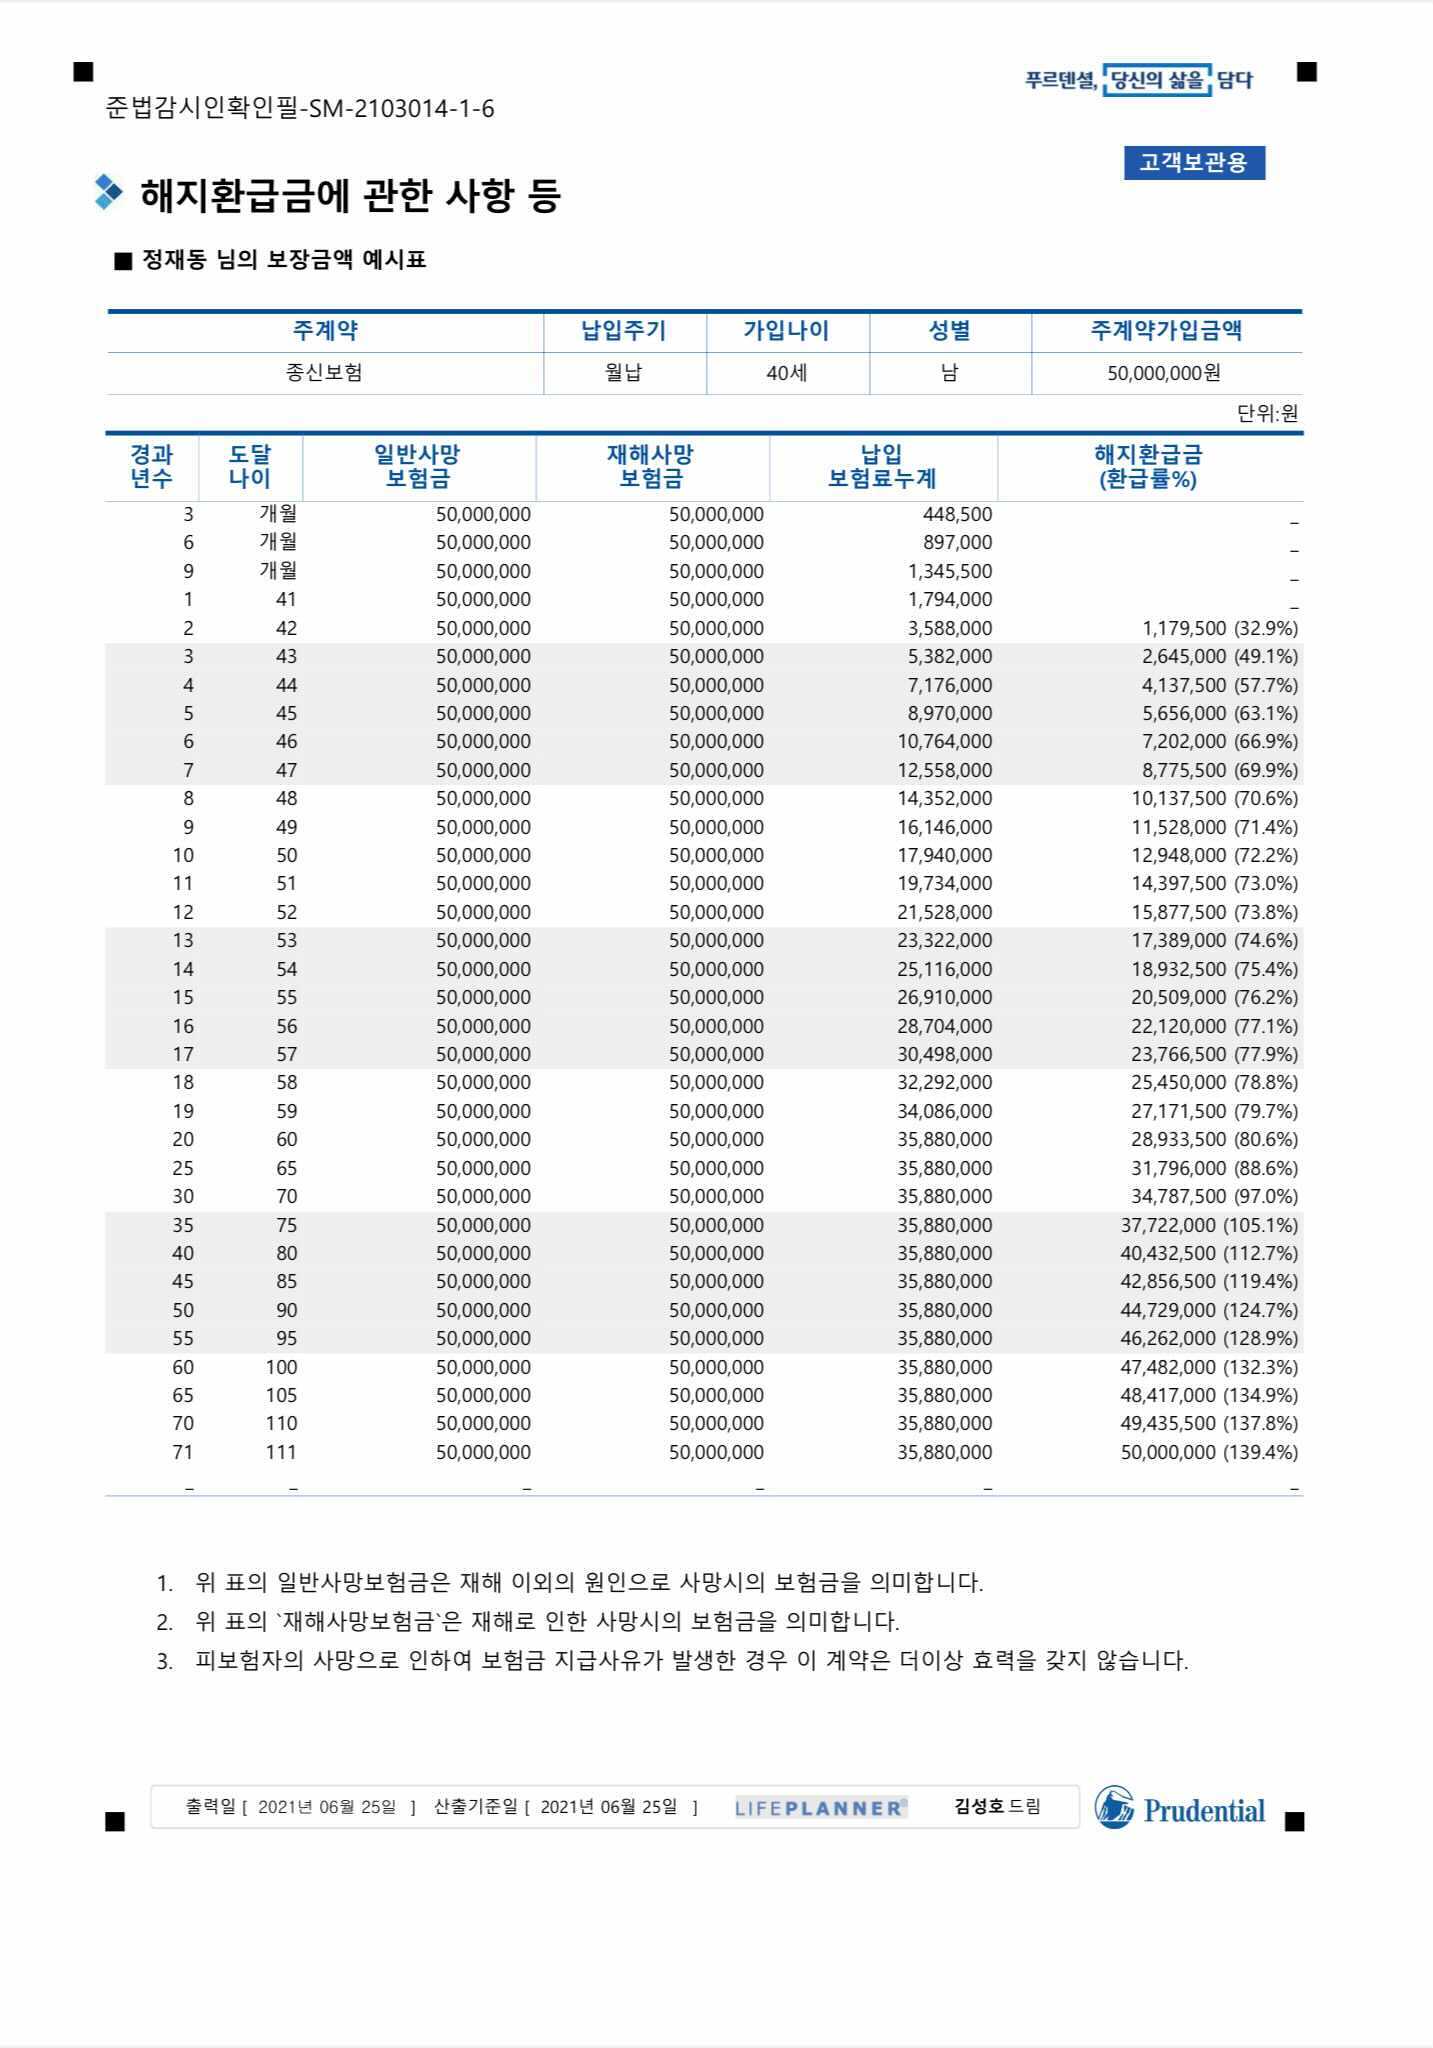 푸르덴셜, 당신의 삶을 담다
준법감시인확인필-SM-2103014-1-6
고객보관용
해지환급금에 관한 사항 등
■ 정재동 님의 보장금액 예시표
주계약 납입주기 가입나이 성별 주계약가입금액
종신보험 월납 40세 남 50,000,000원
단위:원
경과 도달 일반사망 재해사망 납입 해지환급금
년수 나이 보험금 보험금 보험료누계 (환급률%)
3 개월 50,000,000 50,000,000 448,500 –
6 개월 50,000,000 50,000,000 897,000 –
9 개월 50,000,000 50,000,000 1,345,500 –
1 41 50,000,000 50,000,000 1,794,000 –
2 42 50,000,000 50,000,000 3,588,000 1,179,500 (32.9%)
3 43 50,000,000 50,000,000 5,382,000 2,645,000 (49.1%)
4 44 50,000,000 50,000,000 7,176,000 4,137,500 (57.7%)
5 45 50,000,000 50,000,000 8,970,000 5,656,000 (63.1%)
6 46 50,000,000 50,000,000 10,764,000 7,202,000 (66.9%)
7 47 50,000,000 50,000,000 12,558,000 8,775,500 (69.9%)
8 48 50,000,000 50,000,000 14,352,000 10,137,500 (70.6%)
9 49 50,000,000 50,000,000 16,146,000 11,528,000 (71.4%)
10 50 50,000,000 50,000,000 17,940,000 12,948,000 (72.2%)
11 51 50,000,000 50,000,000 19,734,000 14,397,500 (73.0%)
12 52 50,000,000 50,000,000 21,528,000 15,877,500 (73.8%)
13 53 50,000,000 50,000,000 23,322,000 17,389,000 (74.6%)
14 54 50,000,000 50,000,000 25,116,000 18,932,500 (75.4%)
15 55 50,000,000 50,000,000 26,910,000 20,509,000 (76.2%)
16 56 50,000,000 50,000,000 28,704,000 22,120,000 (77.1%)
17 57 50,000,000 50,000,000 30,498,000 23,766,500 (77.9%)
18 58 50,000,000 50,000,000 32,292,000 25,450,000 (78.8%)
19 59 50,000,000 50,000,000 34,086,000 27,171,500 (79.7%)
20 60 50,000,000 50,000,000 35,880,000 28,933,500 (80.6%)
25 65 50,000,000 50,000,000 35,880,000 31,796,000 (88.6%)
30 70 50,000,000 50,000,000 35,880,000 34,787,500 (97.0%)
35 75 50,000,000 50,000,000 35,880,000 37,722,000 (105.1%)
40 80 50,000,000 50,000,000 35,880,000 40,432,500 (112.7%)
45 85 50,000,000 50,000,000 35,880,000 42,856,500 (119.4%)
50 90 50,000,000 50,000,000 35,880,000 44,729,000 (124.7%)
55 95 50,000,000 50,000,000 35,880,000 46,262,000 (128.9%)
60 100 50,000,000 50,000,000 35,880,000 47,482,000 (132.3%)
65 105 50,000,000 50,000,000 35,880,000 48,417,000 (134.9%)
70 110 50,000,000 50,000,000 35,880,000 49,435,500 (137.8%)
71 111 50,000,000 50,000,000 35,880,000 50,000,000 (139.4%)
– – – – – –
1. 위 표의 일반사망보험금은 재해 이외의 원인으로 사망시의 보험금을 의미합니다.
2. 위 표의 `재해사망보험금`은 재해로 인한 사망시의 보험금을 의미합니다.
3. 피보험자의 사망으로 인하여 보험금 지급사유가 발생한 경우 이 계약은 더이상 효력을 갖지 않습니다.
출력일 [ 2021년 06월 25일 ] 산출기준일 [ 2021년 06월 25일 ] LIFEPLANNER® 김성호 드림 Prudential